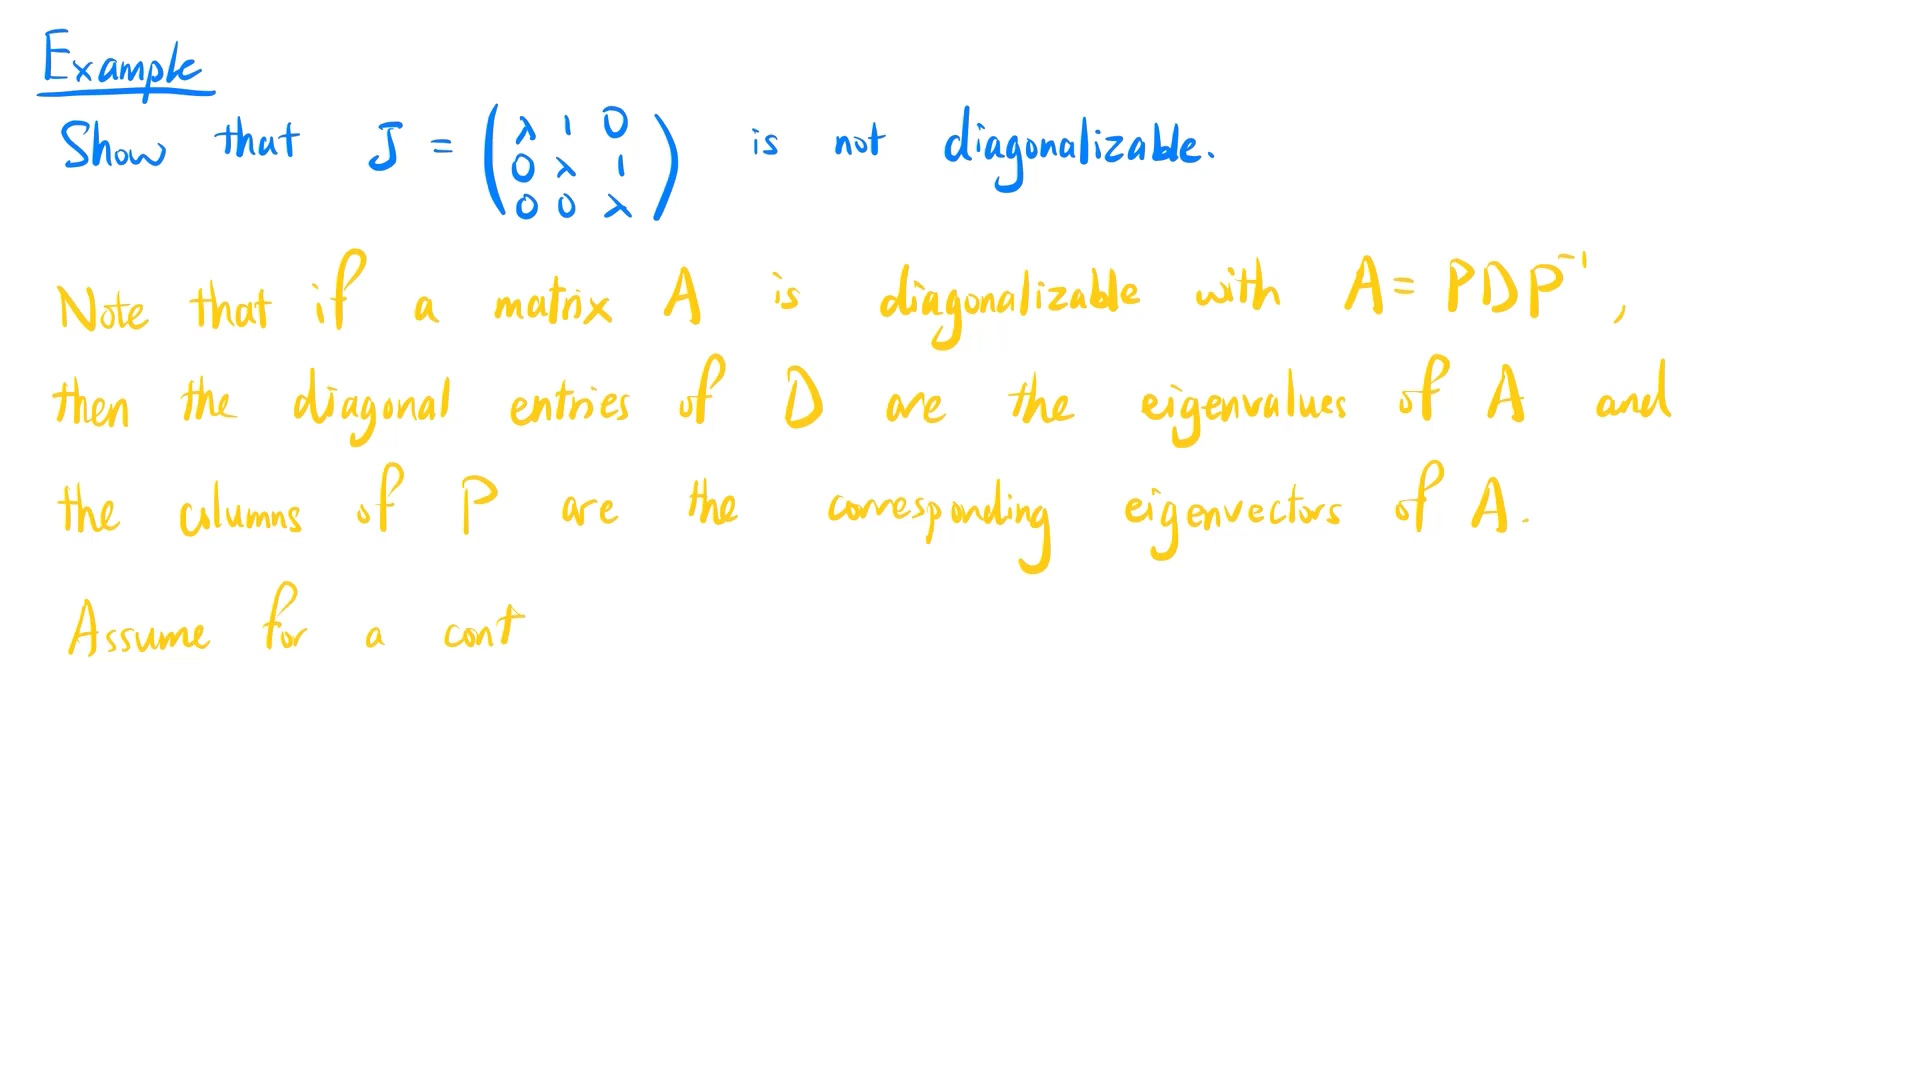 Example
Show that J = (λ 1 0
0 λ 1
0 0 λ) is not diagonalizable.
Note that if a matrix A is diagonalizable with A = PDP⁻¹,
then the diagonal entries of D are the eigenvalues of A and
the columns of P are the corresponding eigenvectors of A.
Assume for a cont